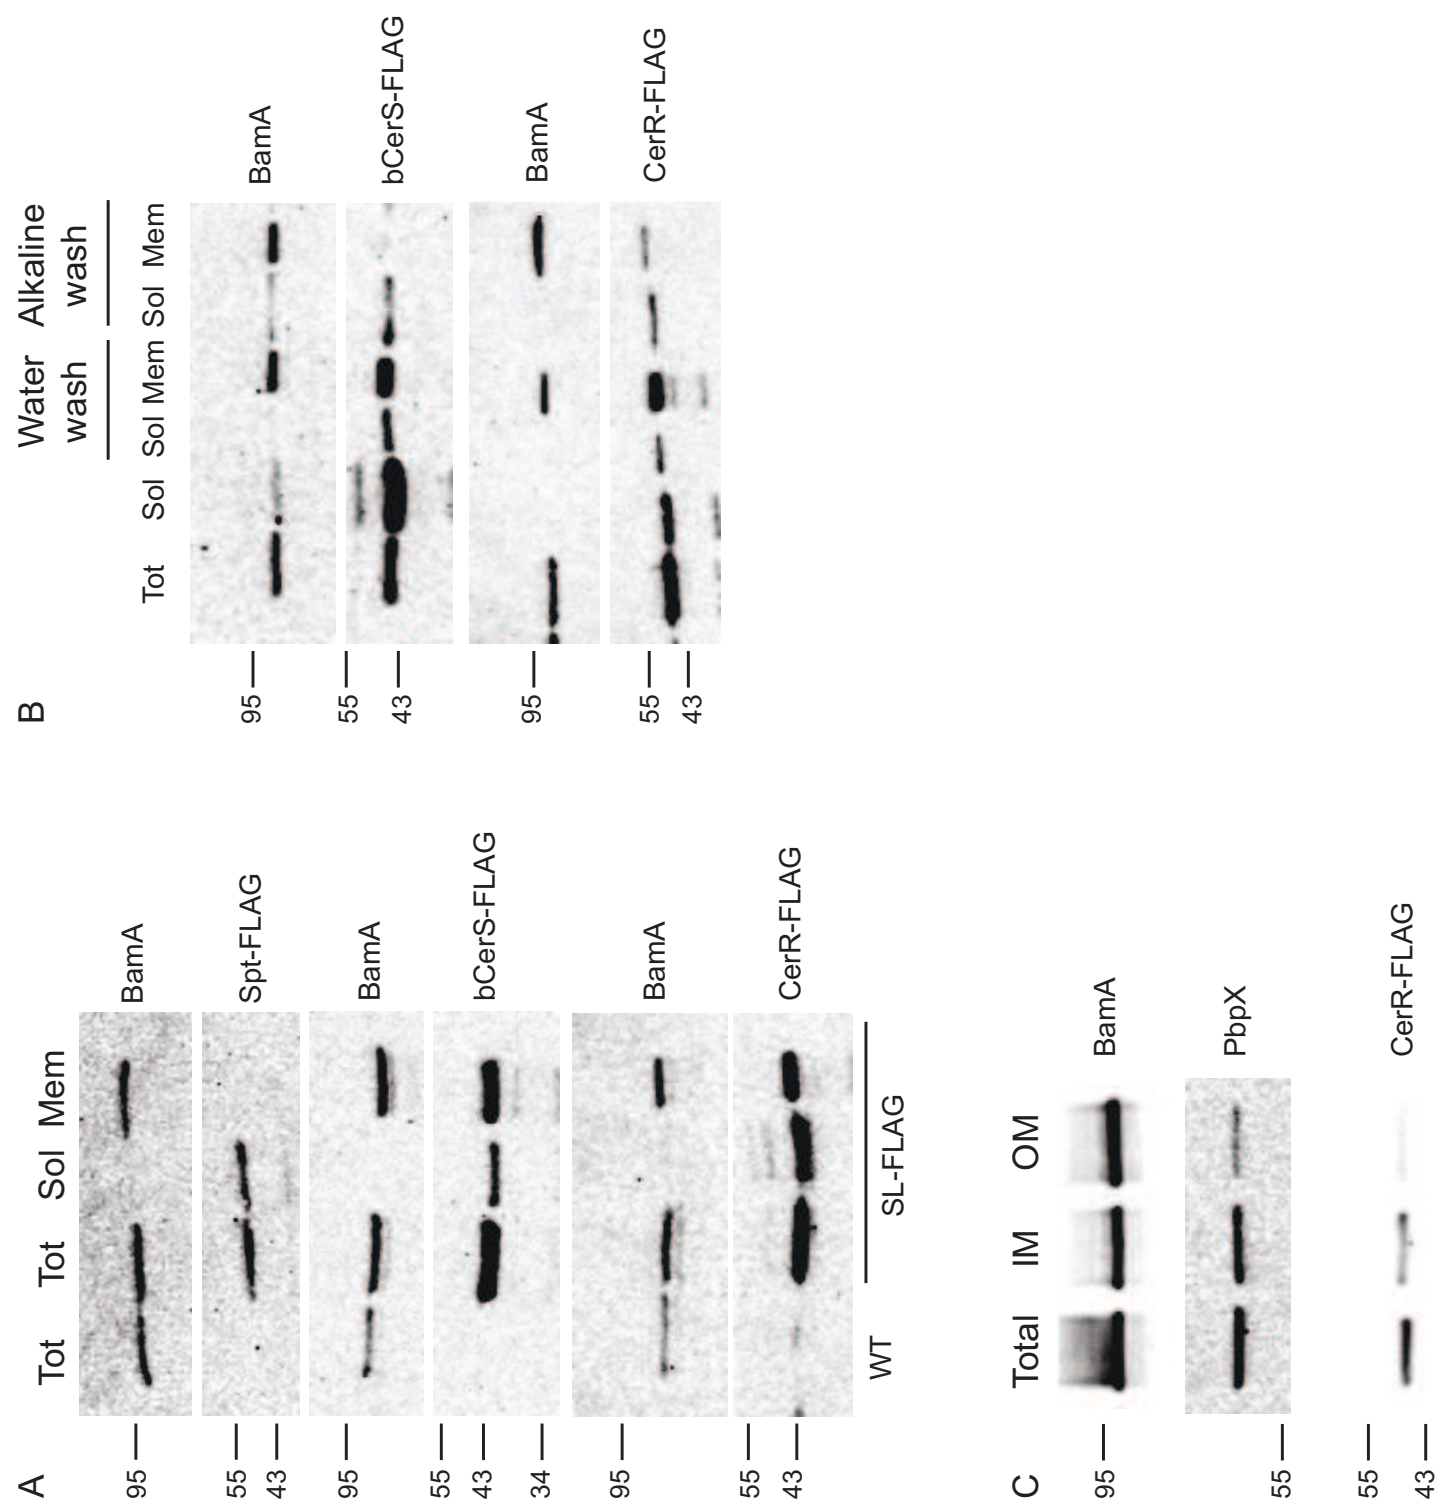 A
Tot Tot Sol Mem
95
BamA
55
43
Spt-FLAG
95
BamA
55
43
34
bCerS-FLAG
95
BamA
55
43
CerR-FLAG
WT
SL-FLAG
B
Water
wash
Alkaline
wash
Tot Sol Sol Mem Sol Mem
95
BamA
55
43
bCerS-FLAG
95
BamA
55
43
CerR-FLAG
C
Total IM OM
95
BamA
55
PbpX
55
43
CerR-FLAG